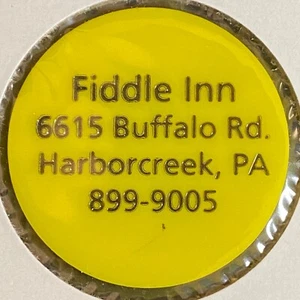 Fiddle Inn
6615 Buffalo Rd.
Harborcreek, PA
899-9005